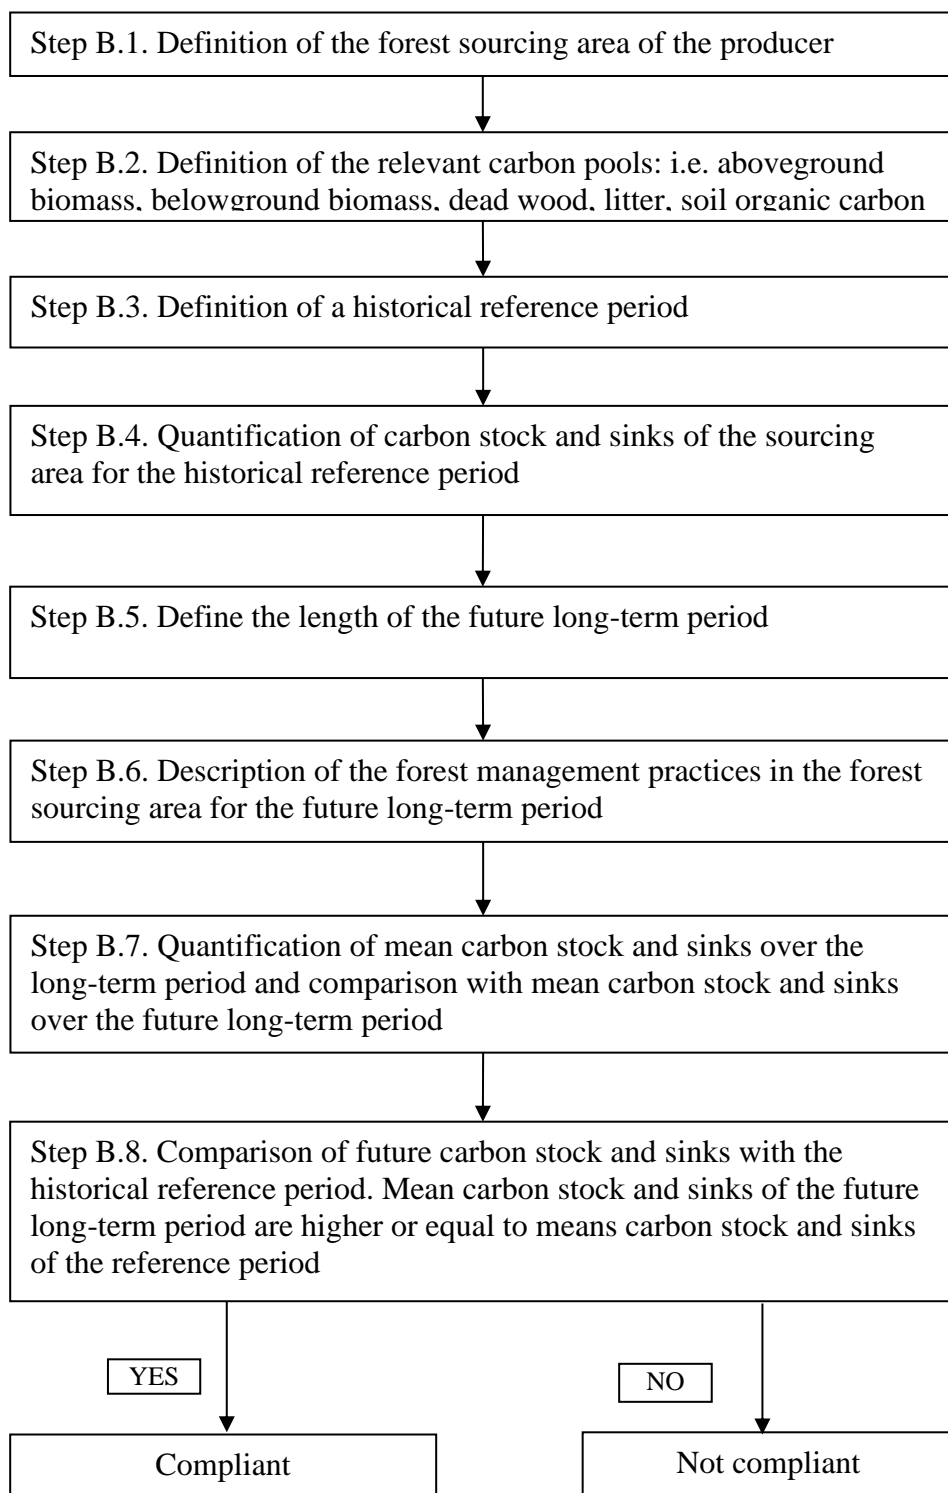 Step B.1. Definition of the forest sourcing area of the producer
Step B.2. Definition of the relevant carbon pools: i.e. aboveground
biomass, belowground biomass, dead wood, litter, soil organic carbon
Step B.3. Definition of a historical reference period
Step B.4. Quantification of carbon stock and sinks of the sourcing
area for the historical reference period
Step B.5. Define the length of the future long-term period
Step B.6. Description of the forest management practices in the forest
sourcing area for the future long-term period
Step B.7. Quantification of mean carbon stock and sinks over the
long-term period and comparison with mean carbon stock and sinks
over the future long-term period
Step B.8. Comparison of future carbon stock and sinks with the
historical reference period. Mean carbon stock and sinks of the future
long-term period are higher or equal to means carbon stock and sinks
of the reference period
YES
NO
Compliant
Not compliant